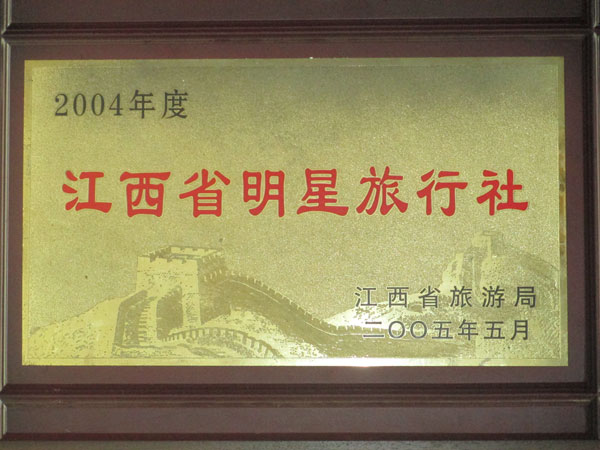 2004年度
江西省明星旅行社
江西省旅游局
二〇〇五年五月